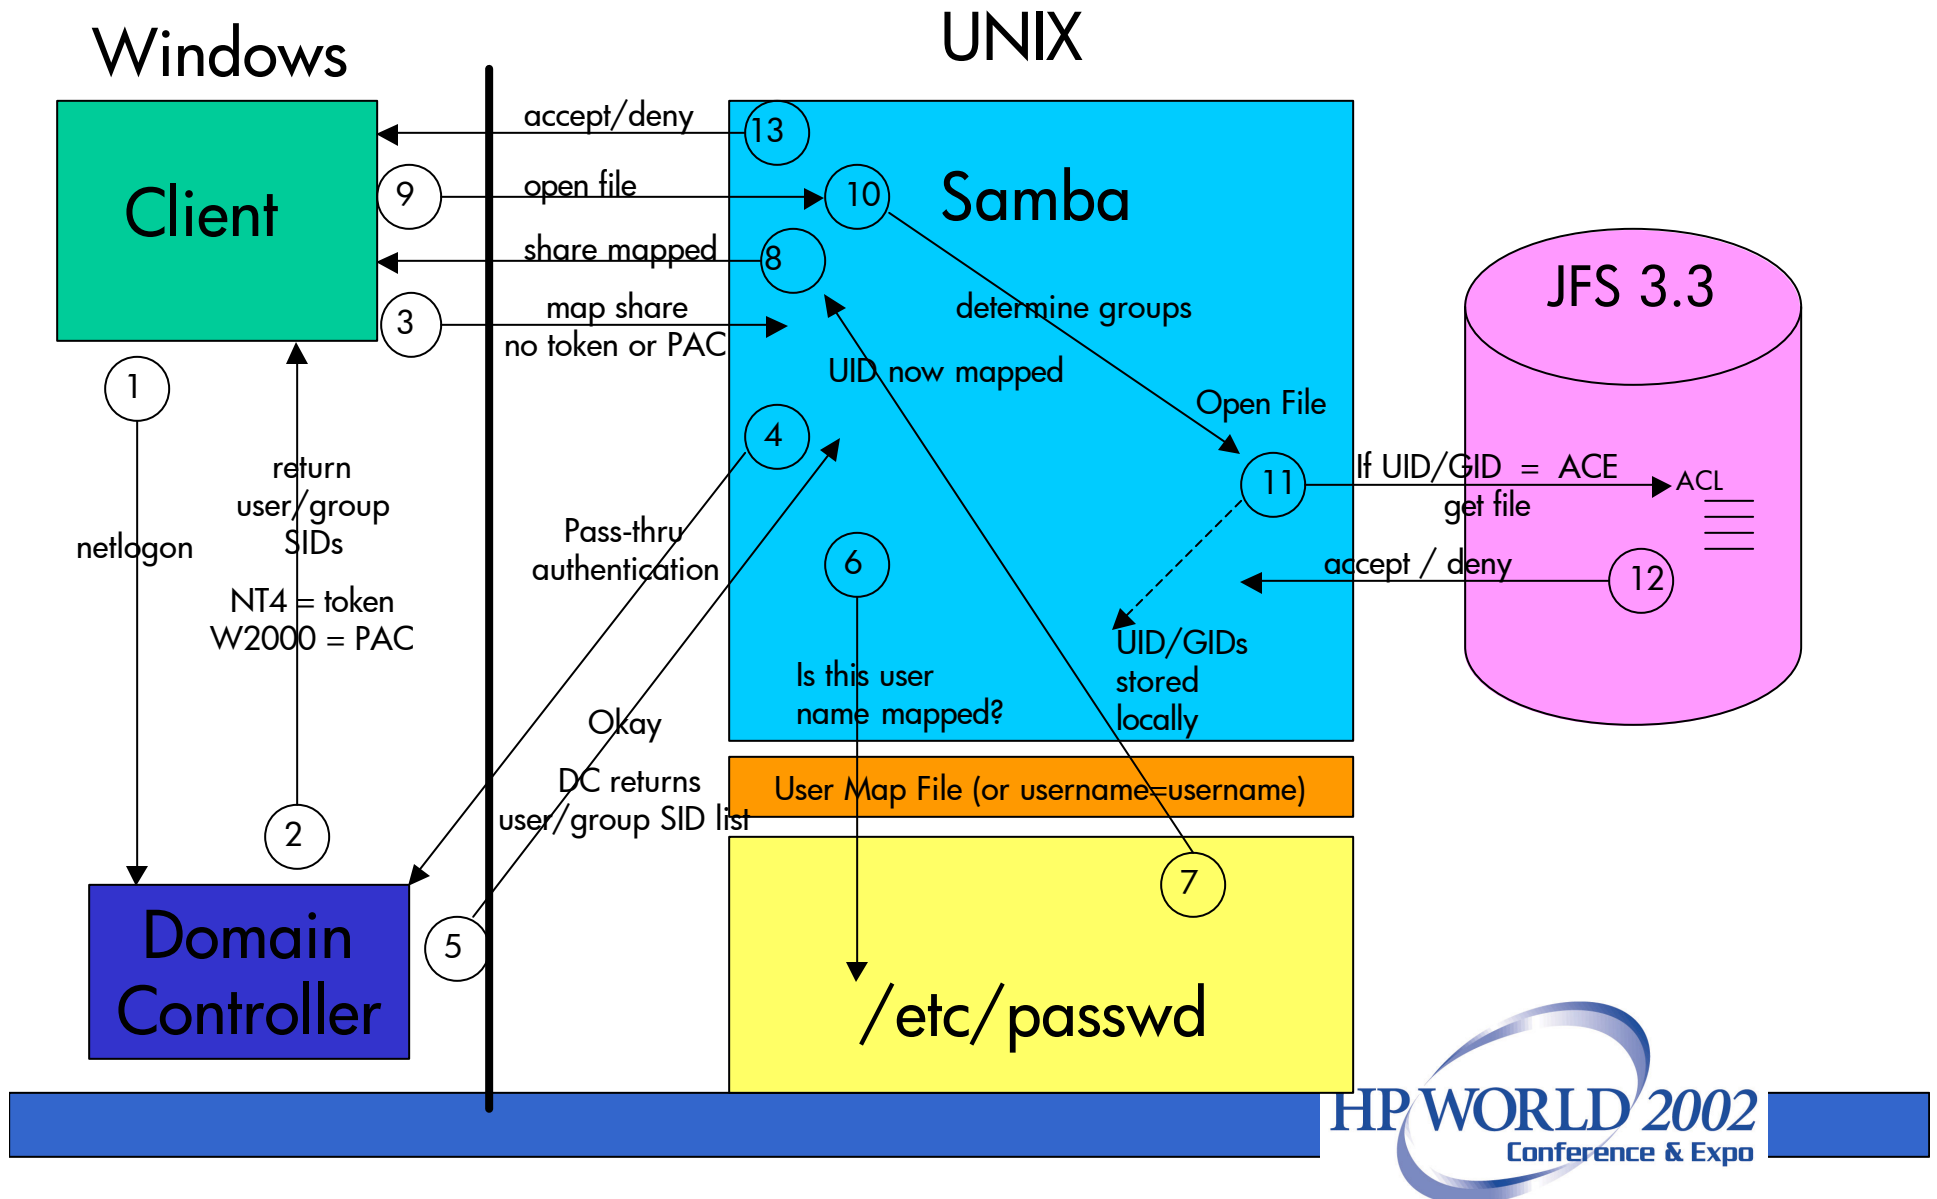 Windows
UNIX
Client
Samba
JFS 3.3
13
accept/deny
9
open file
10
share mapped
8
3
map share
no token or PAC
determine groups
UID now mapped
1
return
user/group
SIDs
netlogon
NT4 = token
W2000 = PAC
2
4
Pass-thru
authentication
Open File
11
If UID/GID = ACE
get file
ACL
accept / deny
12
6
UID/GIDs
stored
locally
Is this user
name mapped?
Okay
DC returns
user/group SID list
User Map File (or username=username)
7
5
Domain
Controller
/etc/passwd
HP WORLD 2002
Conference & Expo